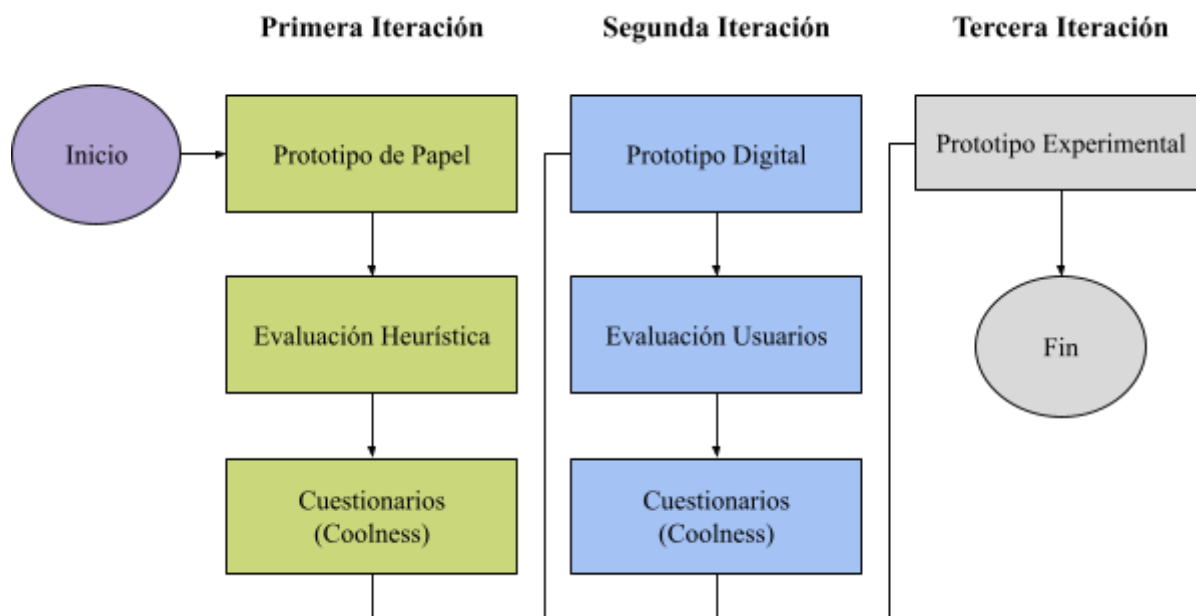 Primera Iteración
Segunda Iteración
Tercera Iteración
Inicio
Prototipo de Papel
Prototipo Digital
Prototipo Experimental
Evaluación Heurística
Evaluación Usuarios
Fin
Cuestionarios
(Coolness)
Cuestionarios
(Coolness)